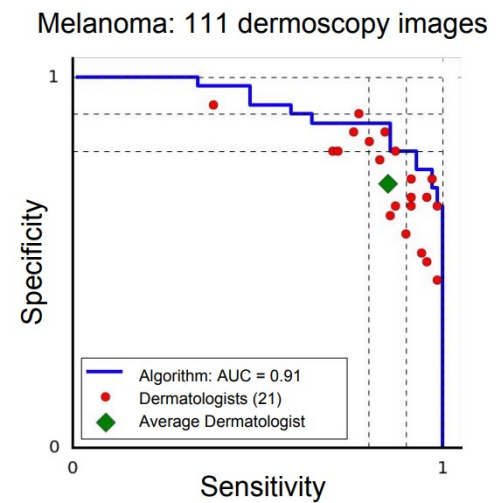 Melanoma: 111 dermoscopy images
1
Specificity
Algorithm: AUC = 0.91
Dermatologists (21)
Average Dermatologist
0
0
1
Sensitivity